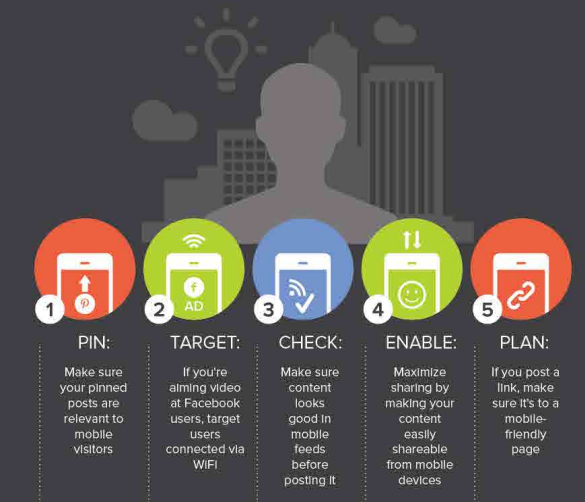 f
AD
1
2
3
4
5
PIN:
Make sure
your pinned
posts are
relevant to
mobile
visitors
TARGET:
If you're
aiming video
at Facebook
users, target
users
connected via
WiFi
CHECK:
Make sure
content
looks
good in
mobile
feeds
before
posting it
ENABLE:
Maximize
sharing by
making your
content
easily
shareable
from mobile
devices
PLAN:
If you post a
link, make
sure it's to a
mobile-
friendly
page